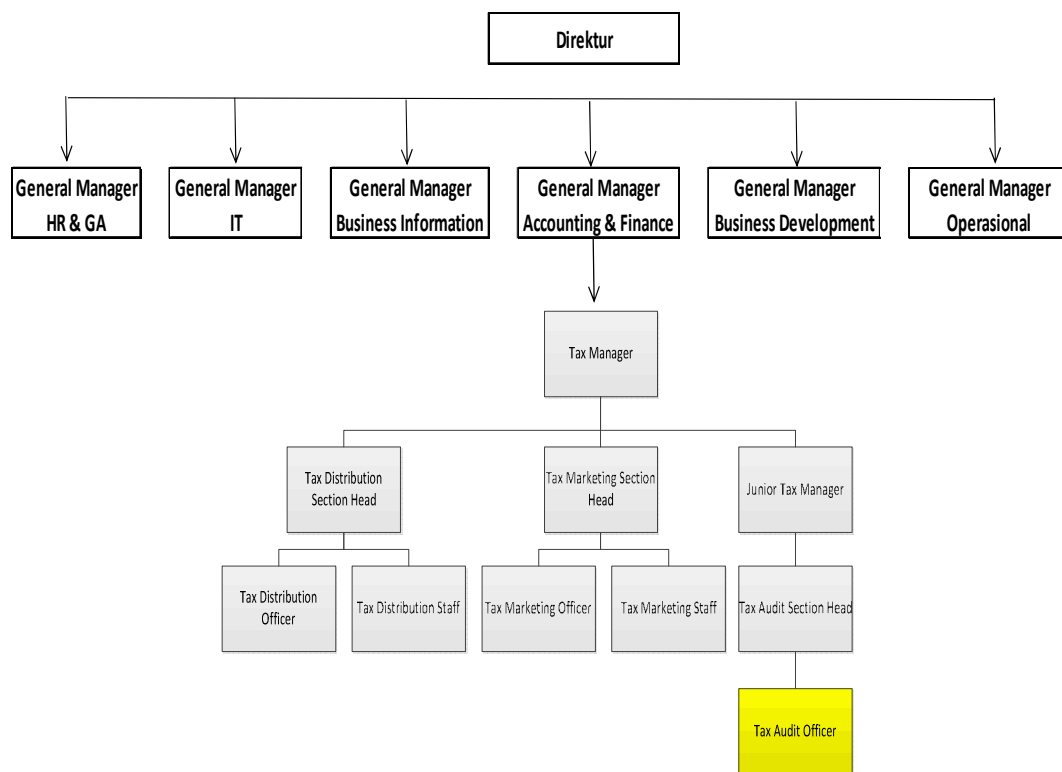 Direktur
General Manager
HR & GA
General Manager
IT
General Manager
Business Information
General Manager
Accounting & Finance
General Manager
Business Development
General Manager
Operasional
Tax Manager
Tax Distribution
Section Head
Tax Marketing Section
Head
Junior Tax Manager
Tax Distribution
Officer
Tax Distribution Staff
Tax Marketing Officer
Tax Marketing Staff
Tax Audit Section Head
Tax Audit Officer